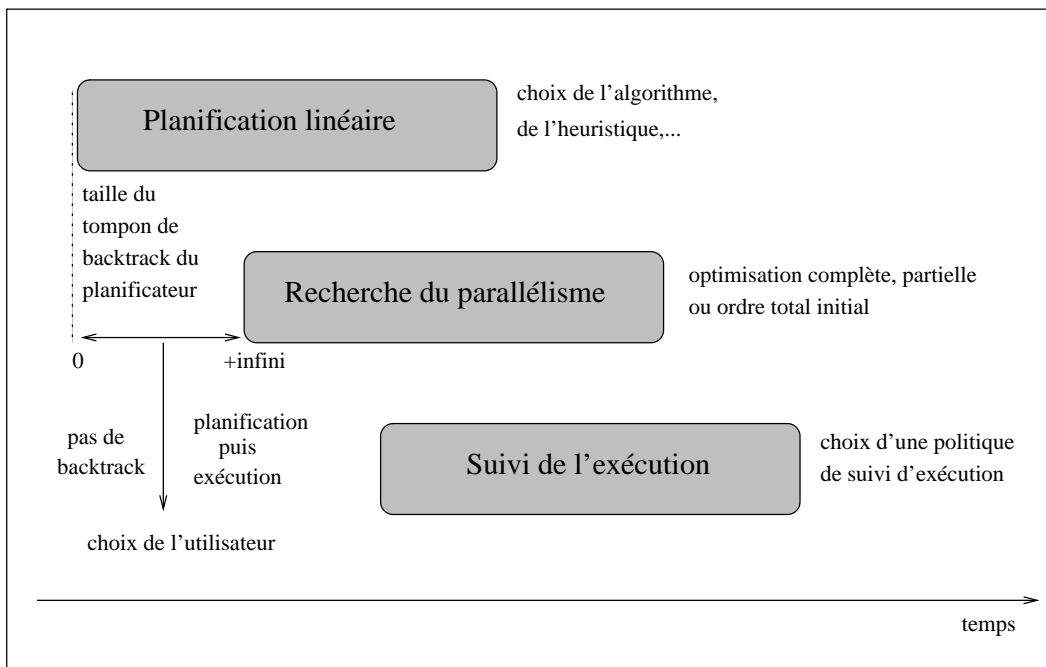 Planification linéaire
choix de l'algorithme,
de l'heuristique,...
taille du
tompon de
backtrack du
planificateur
Recherche du parallélisme
optimisation complète, partielle
ou ordre total initial
0
+infini
pas de
backtrack
planification
puis
exécution
Suivi de l'exécution
choix d'une politique
de suivi d'exécution
choix de l'utilisateur
temps